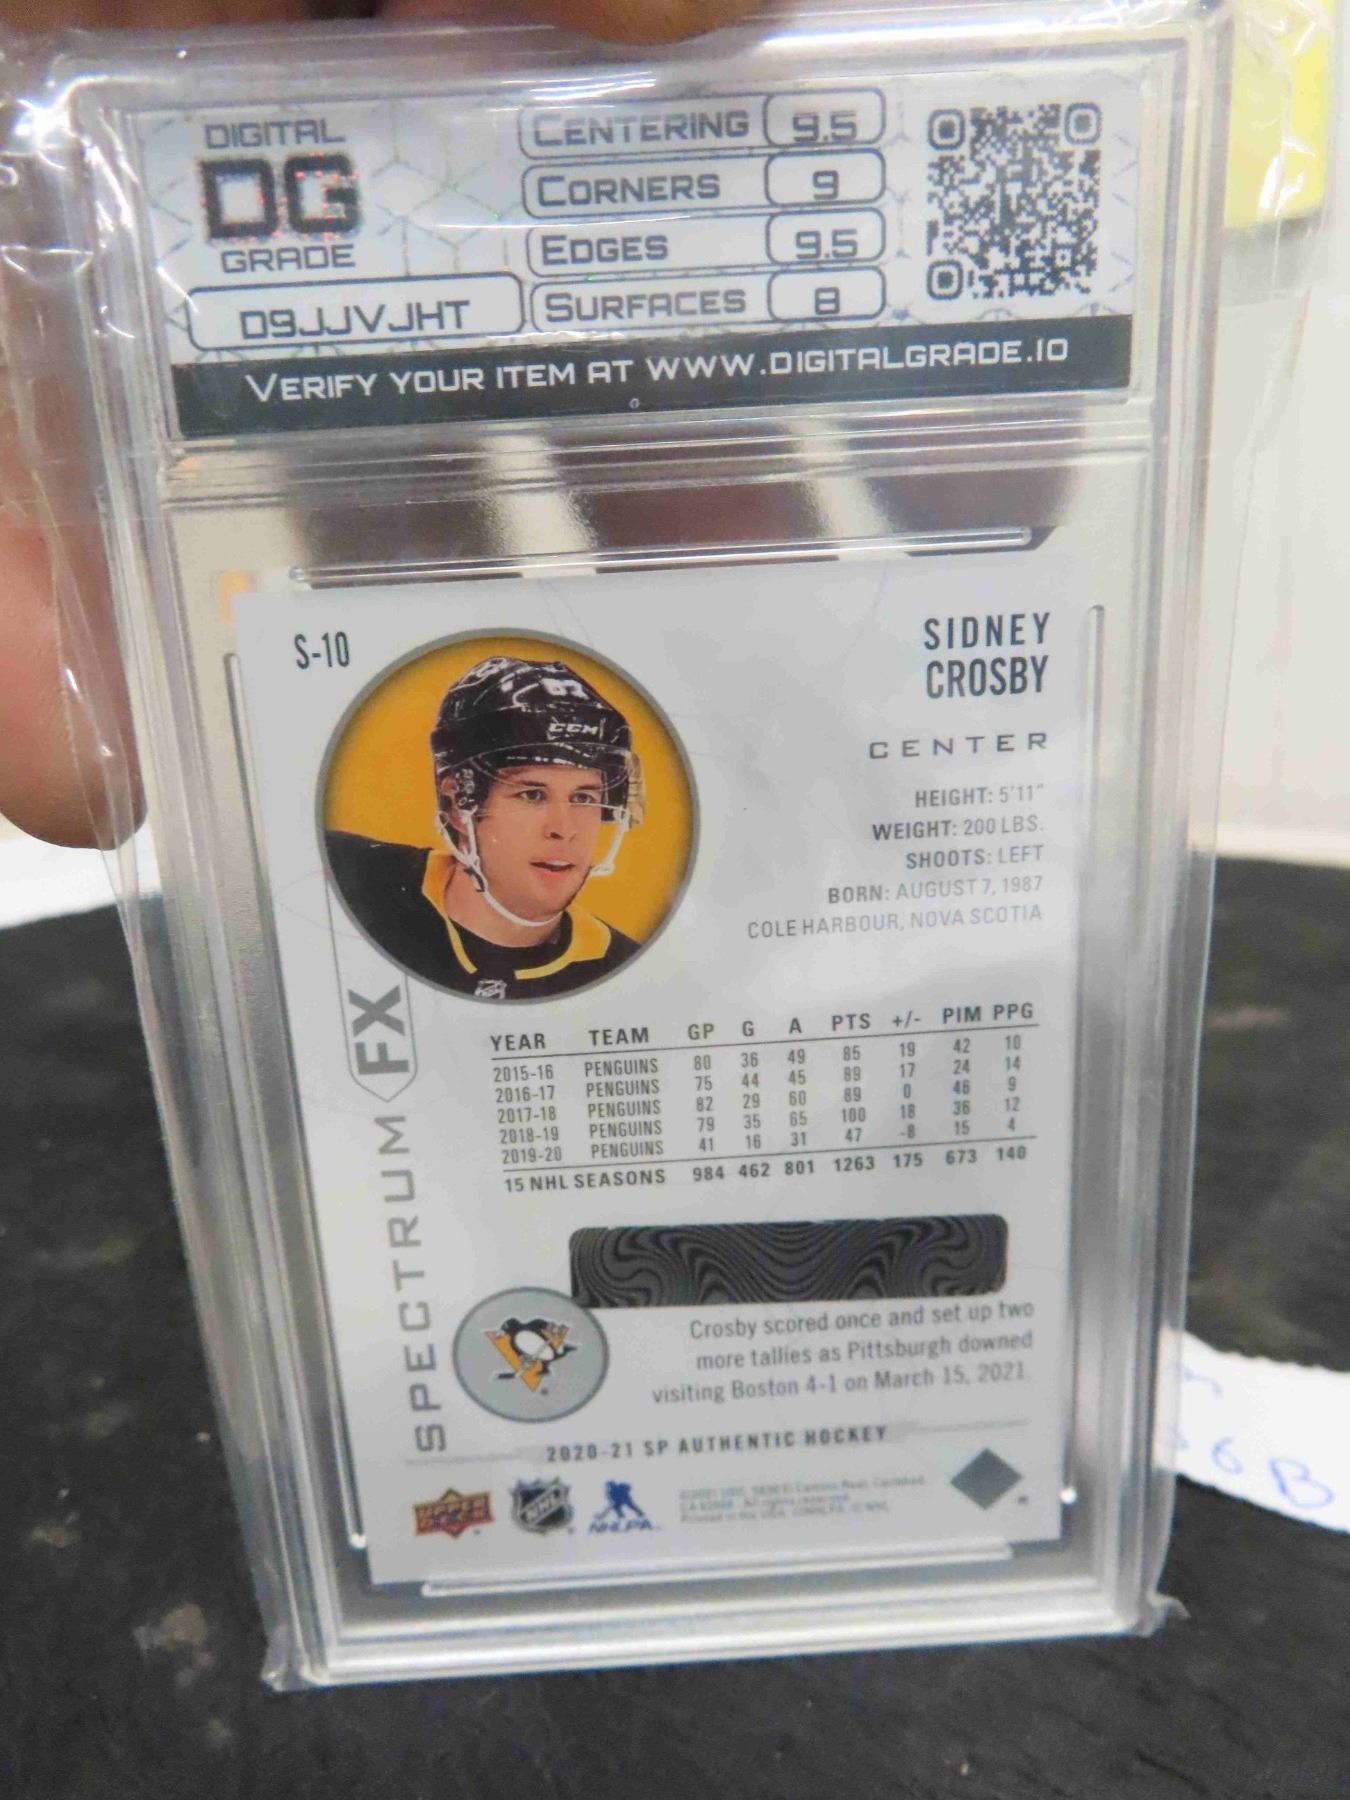 DIGITAL
DG
GRADE
D9JJVJHT
CENTERING 9.5
CORNERS 9
EDGES 9.5
SURFACES 8
VERIFY YOUR ITEM AT WWW.DIGITALGRADE.IO
S-10
SIDNEY
CROSBY
CENTER
HEIGHT: 5'11"
WEIGHT: 200 LBS.
SHOOTS: LEFT
BORN: AUGUST 7, 1987
COLE HARBOUR, NOVA SCOTIA
87
CCM
SPECTRUM FX
YEAR TEAM GP G A PTS +/- PIM PPG
2015-16 PENGUINS 80 36 49 85 19 42 10
2016-17 PENGUINS 75 44 45 89 17 24 14
2017-18 PENGUINS 82 29 60 89 0 46 9
2018-19 PENGUINS 79 35 65 100 18 36 12
2019-20 PENGUINS 41 16 31 47 -8 15 4
15 NHL SEASONS 984 462 801 1263 175 673 140
Crosby scored once and set up two
more tallies as Pittsburgh downed
visiting Boston 4-1 on March 15, 2021.
2020-21 SP AUTHENTIC HOCKEY
UPPER DECK
NHL
NHLPA
6B